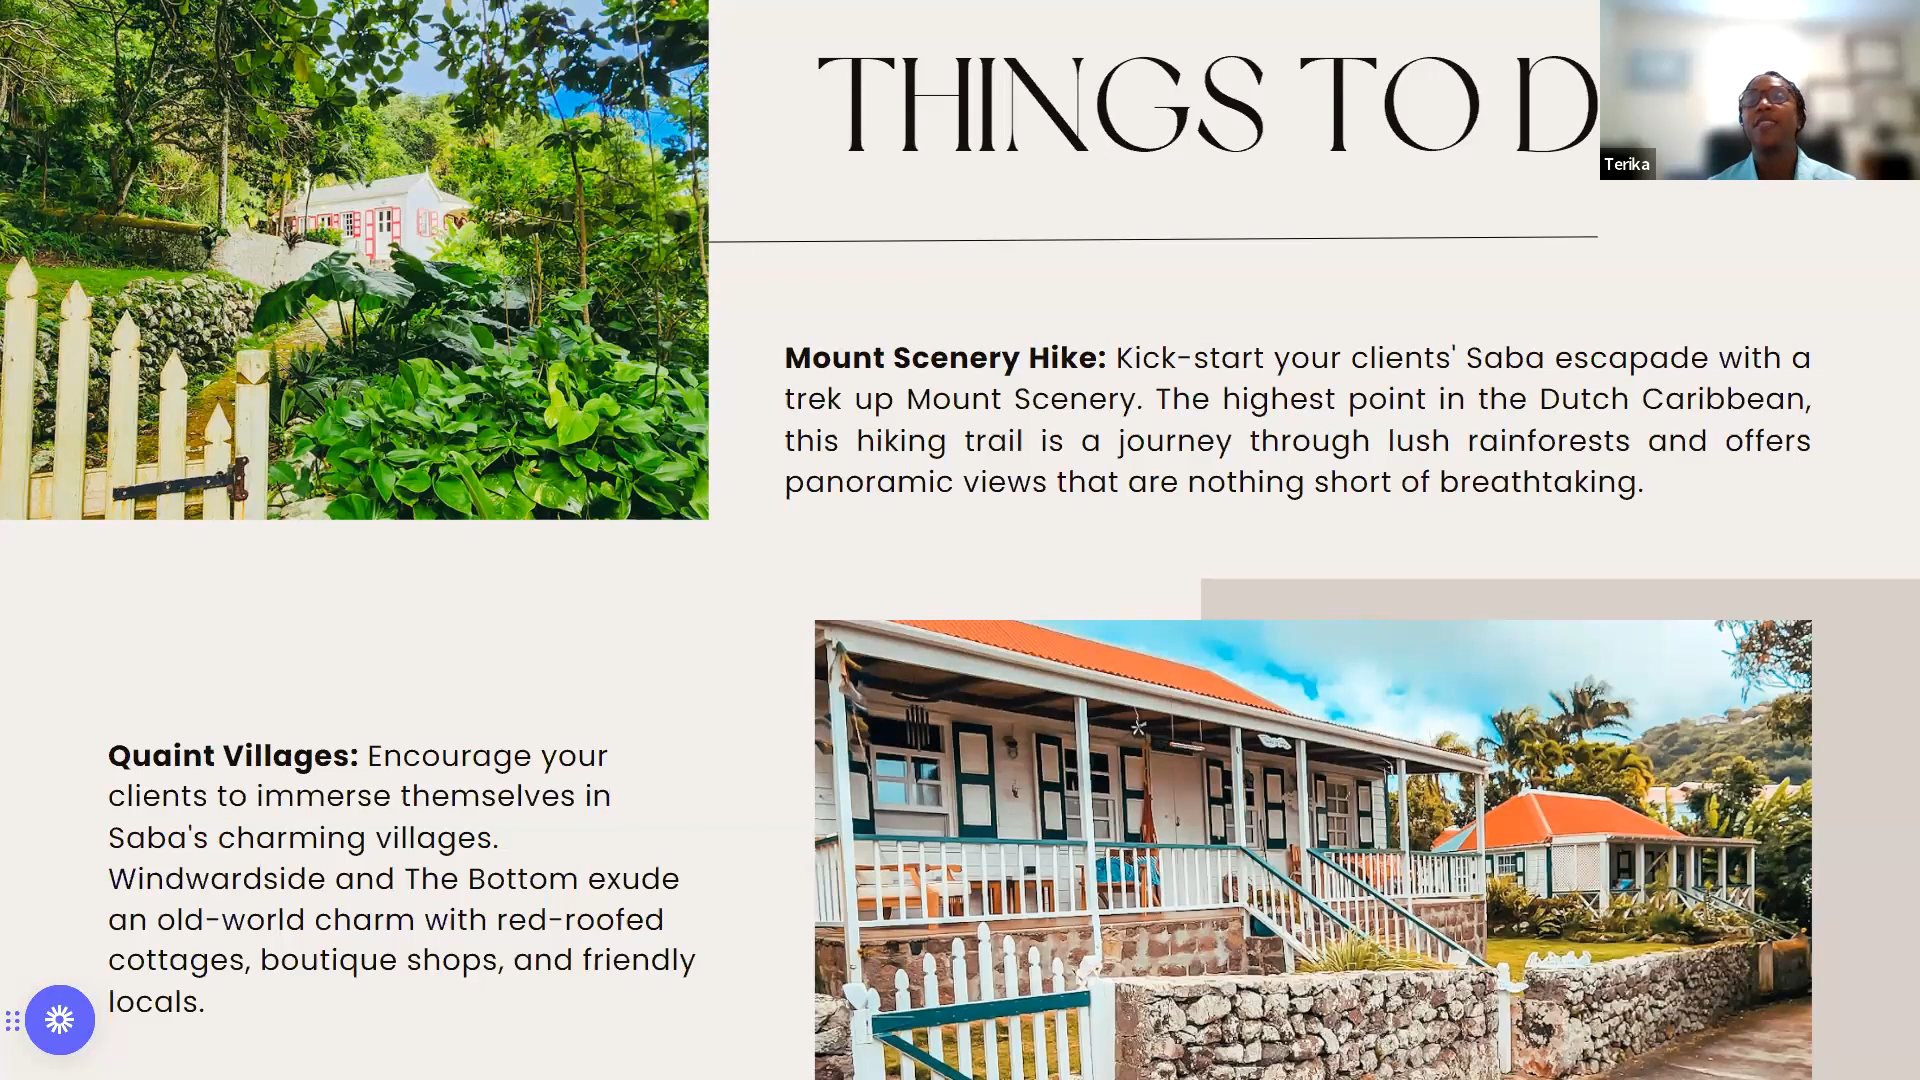 THINGS TO D
Terika
Mount Scenery Hike: Kick-start your clients' Saba escapade with a
trek up Mount Scenery. The highest point in the Dutch Caribbean,
this hiking trail is a journey through lush rainforests and offers
panoramic views that are nothing short of breathtaking.
Quaint Villages: Encourage your
clients to immerse themselves in
Saba's charming villages.
Windwardside and The Bottom exude
an old-world charm with red-roofed
cottages, boutique shops, and friendly
locals.